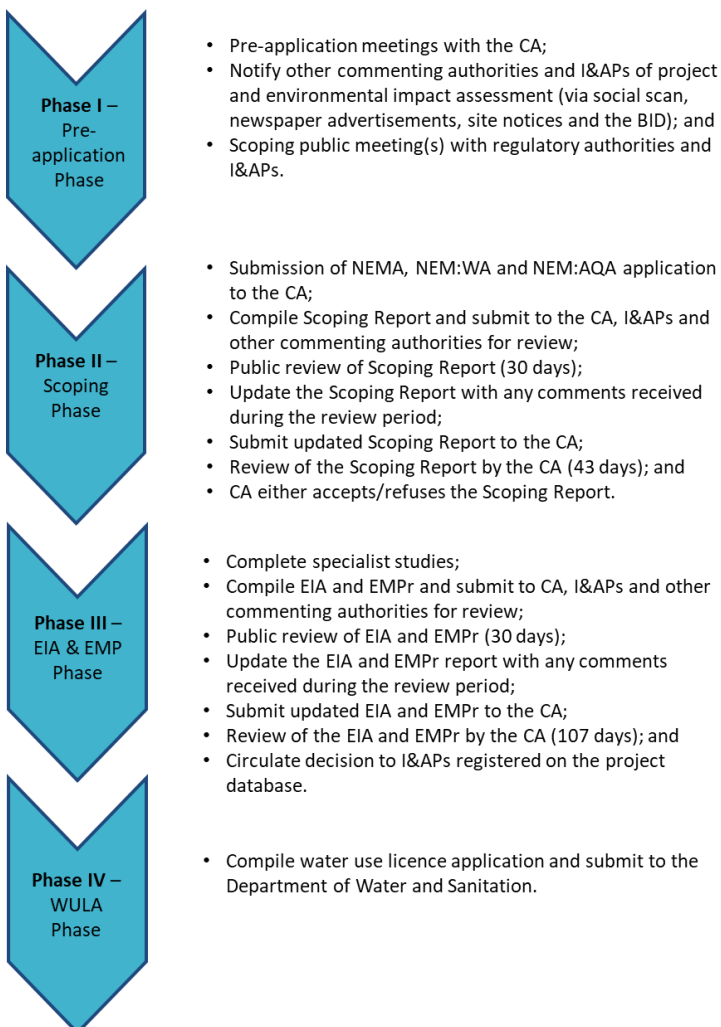 Phase I –
Pre-
application
Phase
• Pre-application meetings with the CA;
• Notify other commenting authorities and I&APs of project
and environmental impact assessment (via social scan,
newspaper advertisements, site notices and the BID); and
• Scoping public meeting(s) with regulatory authorities and
I&APs.
Phase II –
Scoping
Phase
• Submission of NEMA, NEM:WA and NEM:AQA application
to the CA;
• Compile Scoping Report and submit to the CA, I&APs and
other commenting authorities for review;
• Public review of Scoping Report (30 days);
• Update the Scoping Report with any comments received
during the review period;
• Submit updated Scoping Report to the CA;
• Review of the Scoping Report by the CA (43 days); and
• CA either accepts/refuses the Scoping Report.
Phase III –
EIA & EMP
Phase
• Complete specialist studies;
• Compile EIA and EMPr and submit to CA, I&APs and other
commenting authorities for review;
• Public review of EIA and EMPr (30 days);
• Update the EIA and EMPr report with any comments
received during the review period;
• Submit updated EIA and EMPr to the CA;
• Review of the EIA and EMPr by the CA (107 days); and
• Circulate decision to I&APs registered on the project
database.
Phase IV –
WULA
Phase
• Compile water use licence application and submit to the
Department of Water and Sanitation.